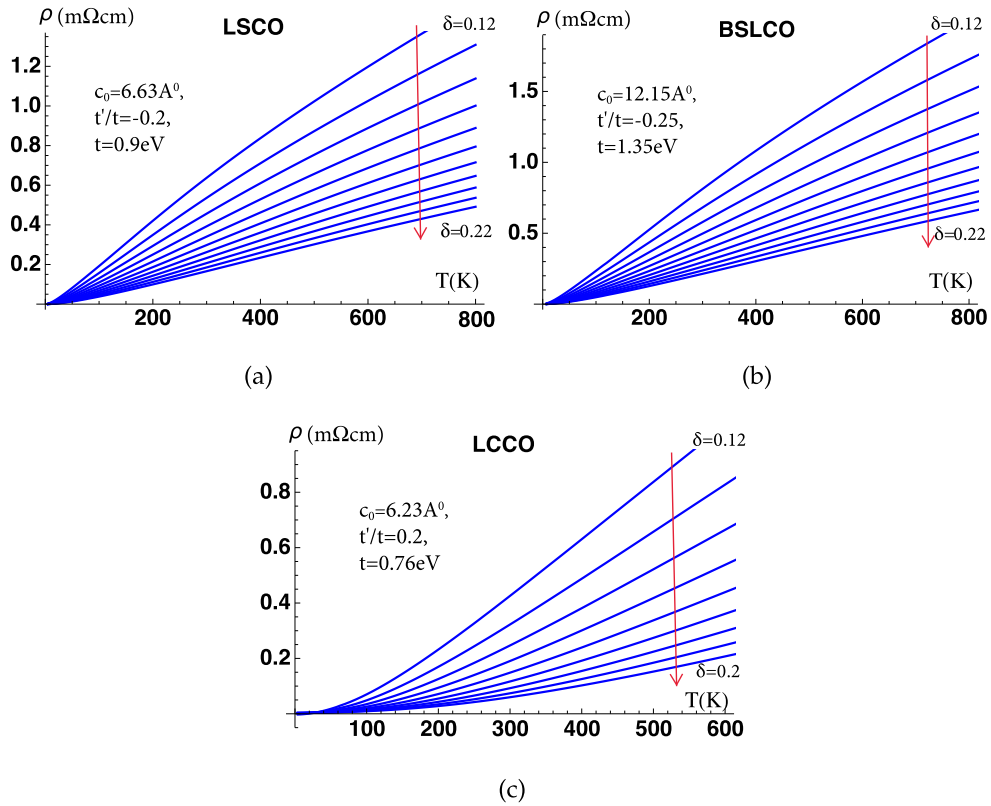 ρ (mΩcm)
LSCO
δ=0.12
1.2
1.0
0.8
0.6
0.4
0.2
c₀=6.63A⁰,
t'/t=-0.2,
t=0.9eV
δ=0.22
T(K)
200 400 600 800
(a)
ρ (mΩcm)
BSLCO
δ=0.12
1.5
1.0
0.5
c₀=12.15A⁰,
t'/t=-0.25,
t=1.35eV
δ=0.22
T(K)
200 400 600 800
(b)
ρ (mΩcm)
LCCO
δ=0.12
0.8
0.6
0.4
0.2
c₀=6.23A⁰,
t'/t=0.2,
t=0.76eV
δ=0.2
T(K)
100 200 300 400 500 600
(c)